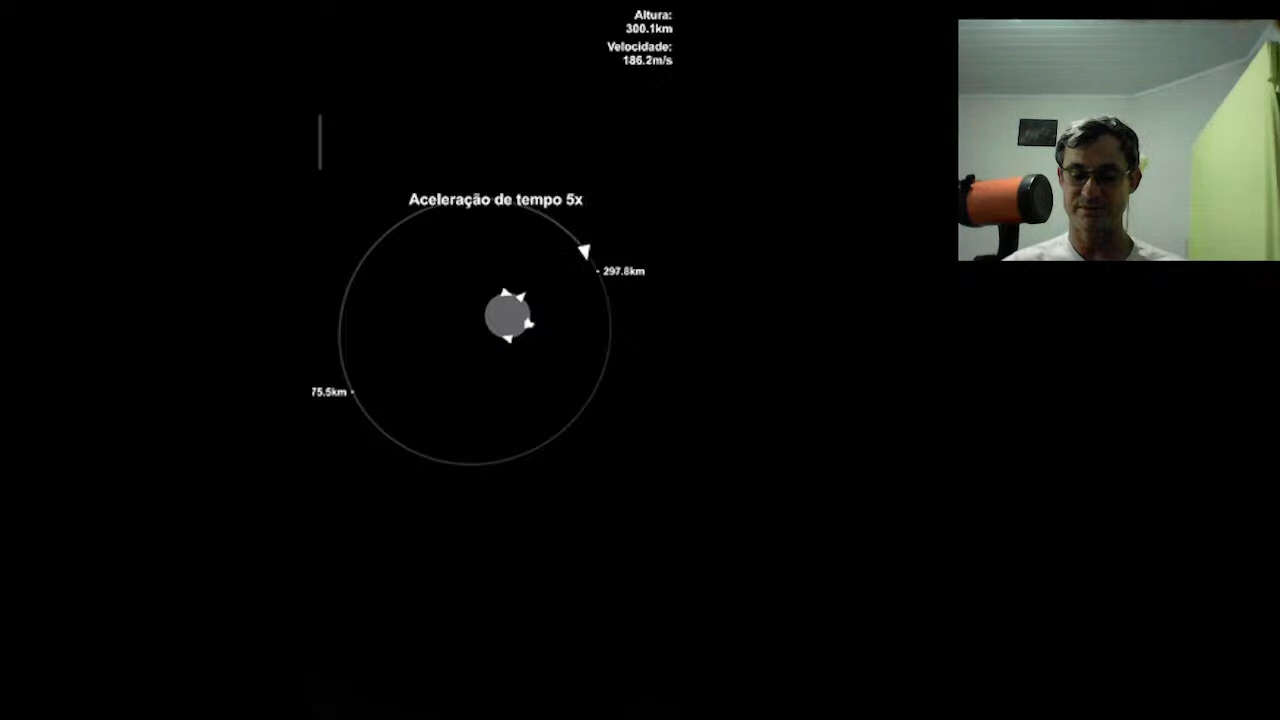 Altura:
300.1km
Velocidade:
186.2m/s
Aceleração de tempo 5x
297.8km
75.5km